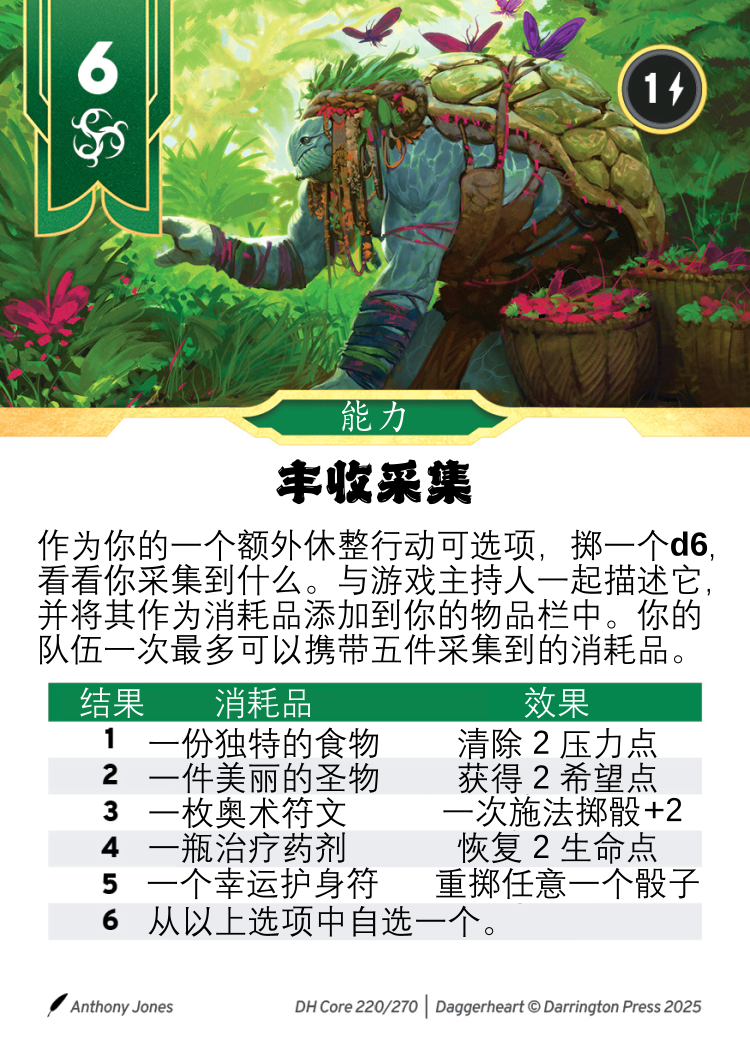 6
1
能力
丰收采集
作为你的一个额外休整行动可选项，掷一个d6,
看看你采集到什么。与游戏主持人一起描述它，
并将其作为消耗品添加到你的物品栏中。你的
队伍一次最多可以携带五件采集到的消耗品。
结果 消耗品 效果
1 一份独特的食物 清除 2 压力点
2 一件美丽的圣物 获得 2 希望点
3 一枚奥术符文 一次施法掷骰+2
4 一瓶治疗药剂 恢复 2 生命点
5 一个幸运护身符 重掷任意一个骰子
6 从以上选项中自选一个。
Anthony Jones DH Core 220/270 | Daggerheart © Darrington Press 2025